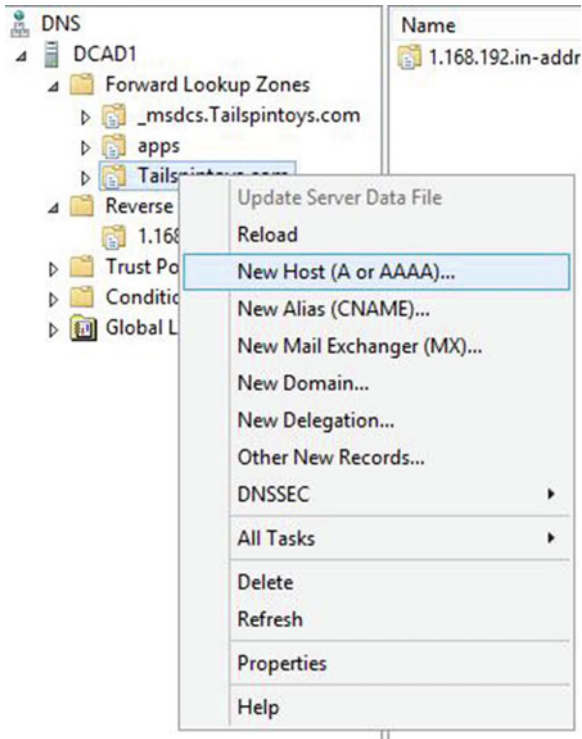 DNS
DCAD1
Forward Lookup Zones
_msdcs.Tailspintoys.com
apps
Reverse
1.168
Trust Po
Conditio
Global L
Name
1.168.192.in-addr
Update Server Data File
Reload
New Host (A or AAAA)...
New Alias (CNAME)...
New Mail Exchanger (MX)...
New Domain...
New Delegation...
Other New Records...
DNSSEC
All Tasks
Delete
Refresh
Properties
Help